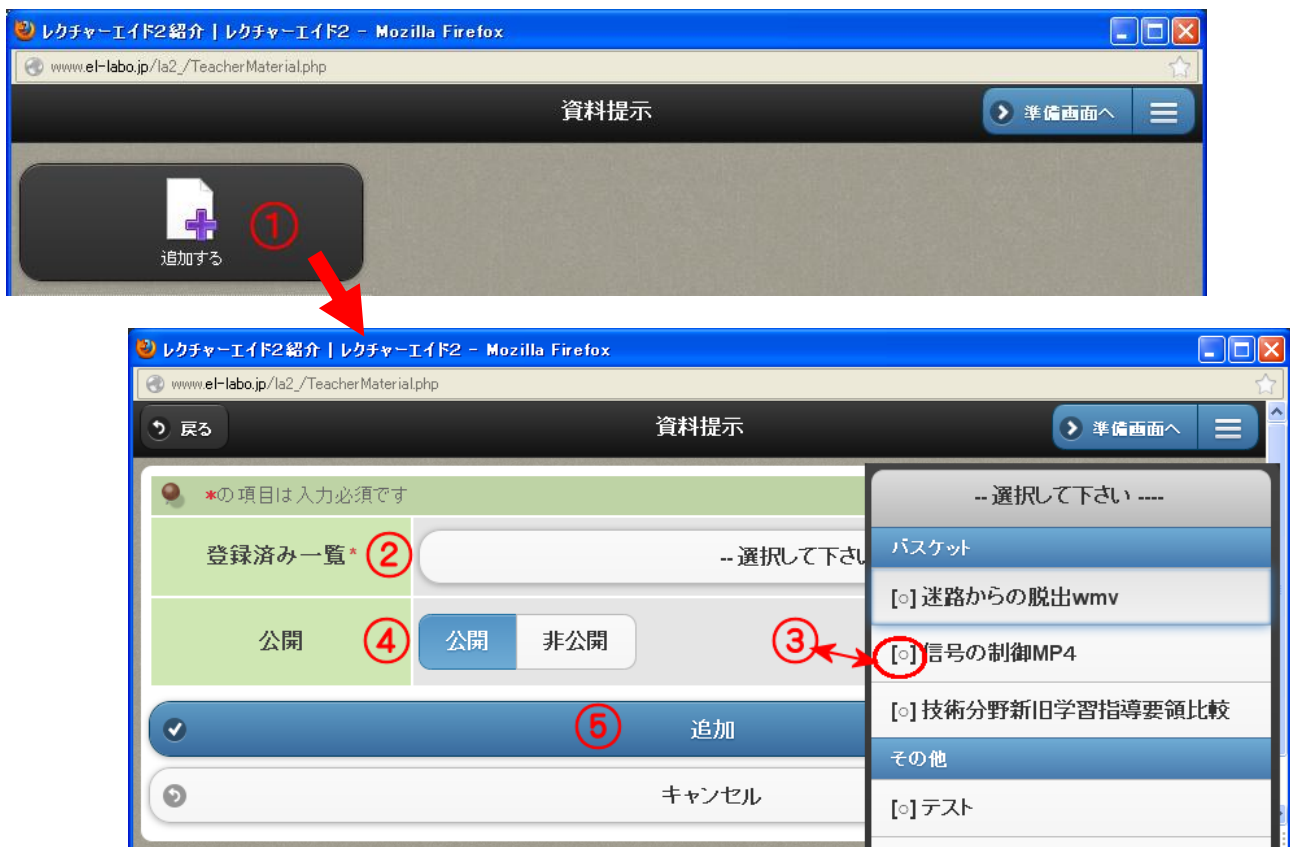 レクチャーエイド2紹介 | レクチャーエイド2 - Mozilla Firefox
www.el-labo.jp/la2_/TeacherMaterial.php
資料提示
準備画面へ
①
追加する
レクチャーエイド2紹介 | レクチャーエイド2 - Mozilla Firefox
www.el-labo.jp/la2_/TeacherMaterial.php
戻る
資料提示
準備画面へ
*の項目は入力必須です
登録済み一覧* ②
-- 選択して下さい
公開 ④ 公開 非公開
⑤ 追加
キャンセル
-- 選択して下さい ----
バスケット
[○] 迷路からの脱出wmv
③ [○] 信号の制御MP4
[○] 技術分野新旧学習指導要領比較
その他
[○] テスト